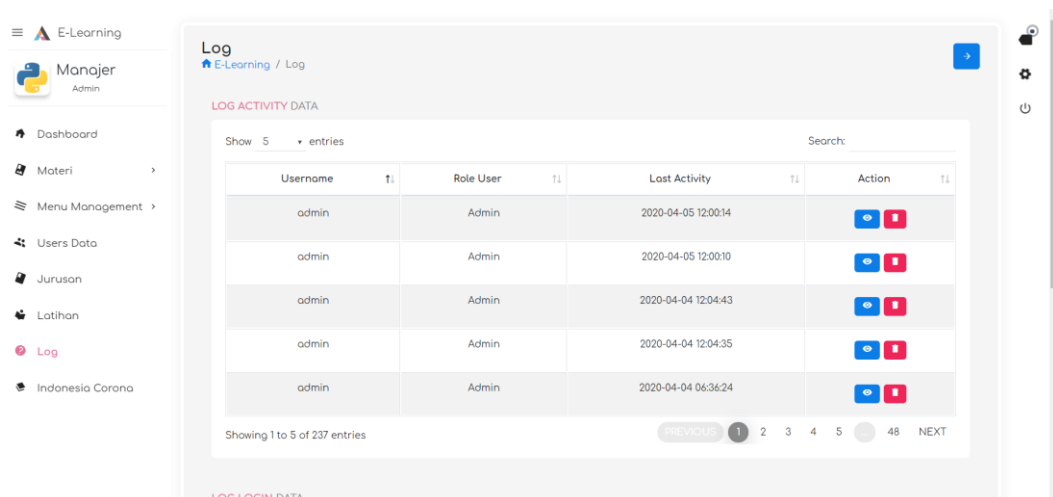 E-Learning
Manajer
Admin
Dashboard
Materi
Menu Management
Users Data
Jurusan
Latihan
Log
Indonesia Corona
Log
E-Learning / Log
LOG ACTIVITY DATA
Show 5 entries
Search:
Username Role User Last Activity Action
admin Admin 2020-04-05 12:00:14
admin Admin 2020-04-05 12:00:10
admin Admin 2020-04-04 12:04:43
admin Admin 2020-04-04 12:04:35
admin Admin 2020-04-04 06:36:24
Showing 1 to 5 of 237 entries
PREVIOUS 1 2 3 4 5 ... 48 NEXT
LOG LOGIN DATA